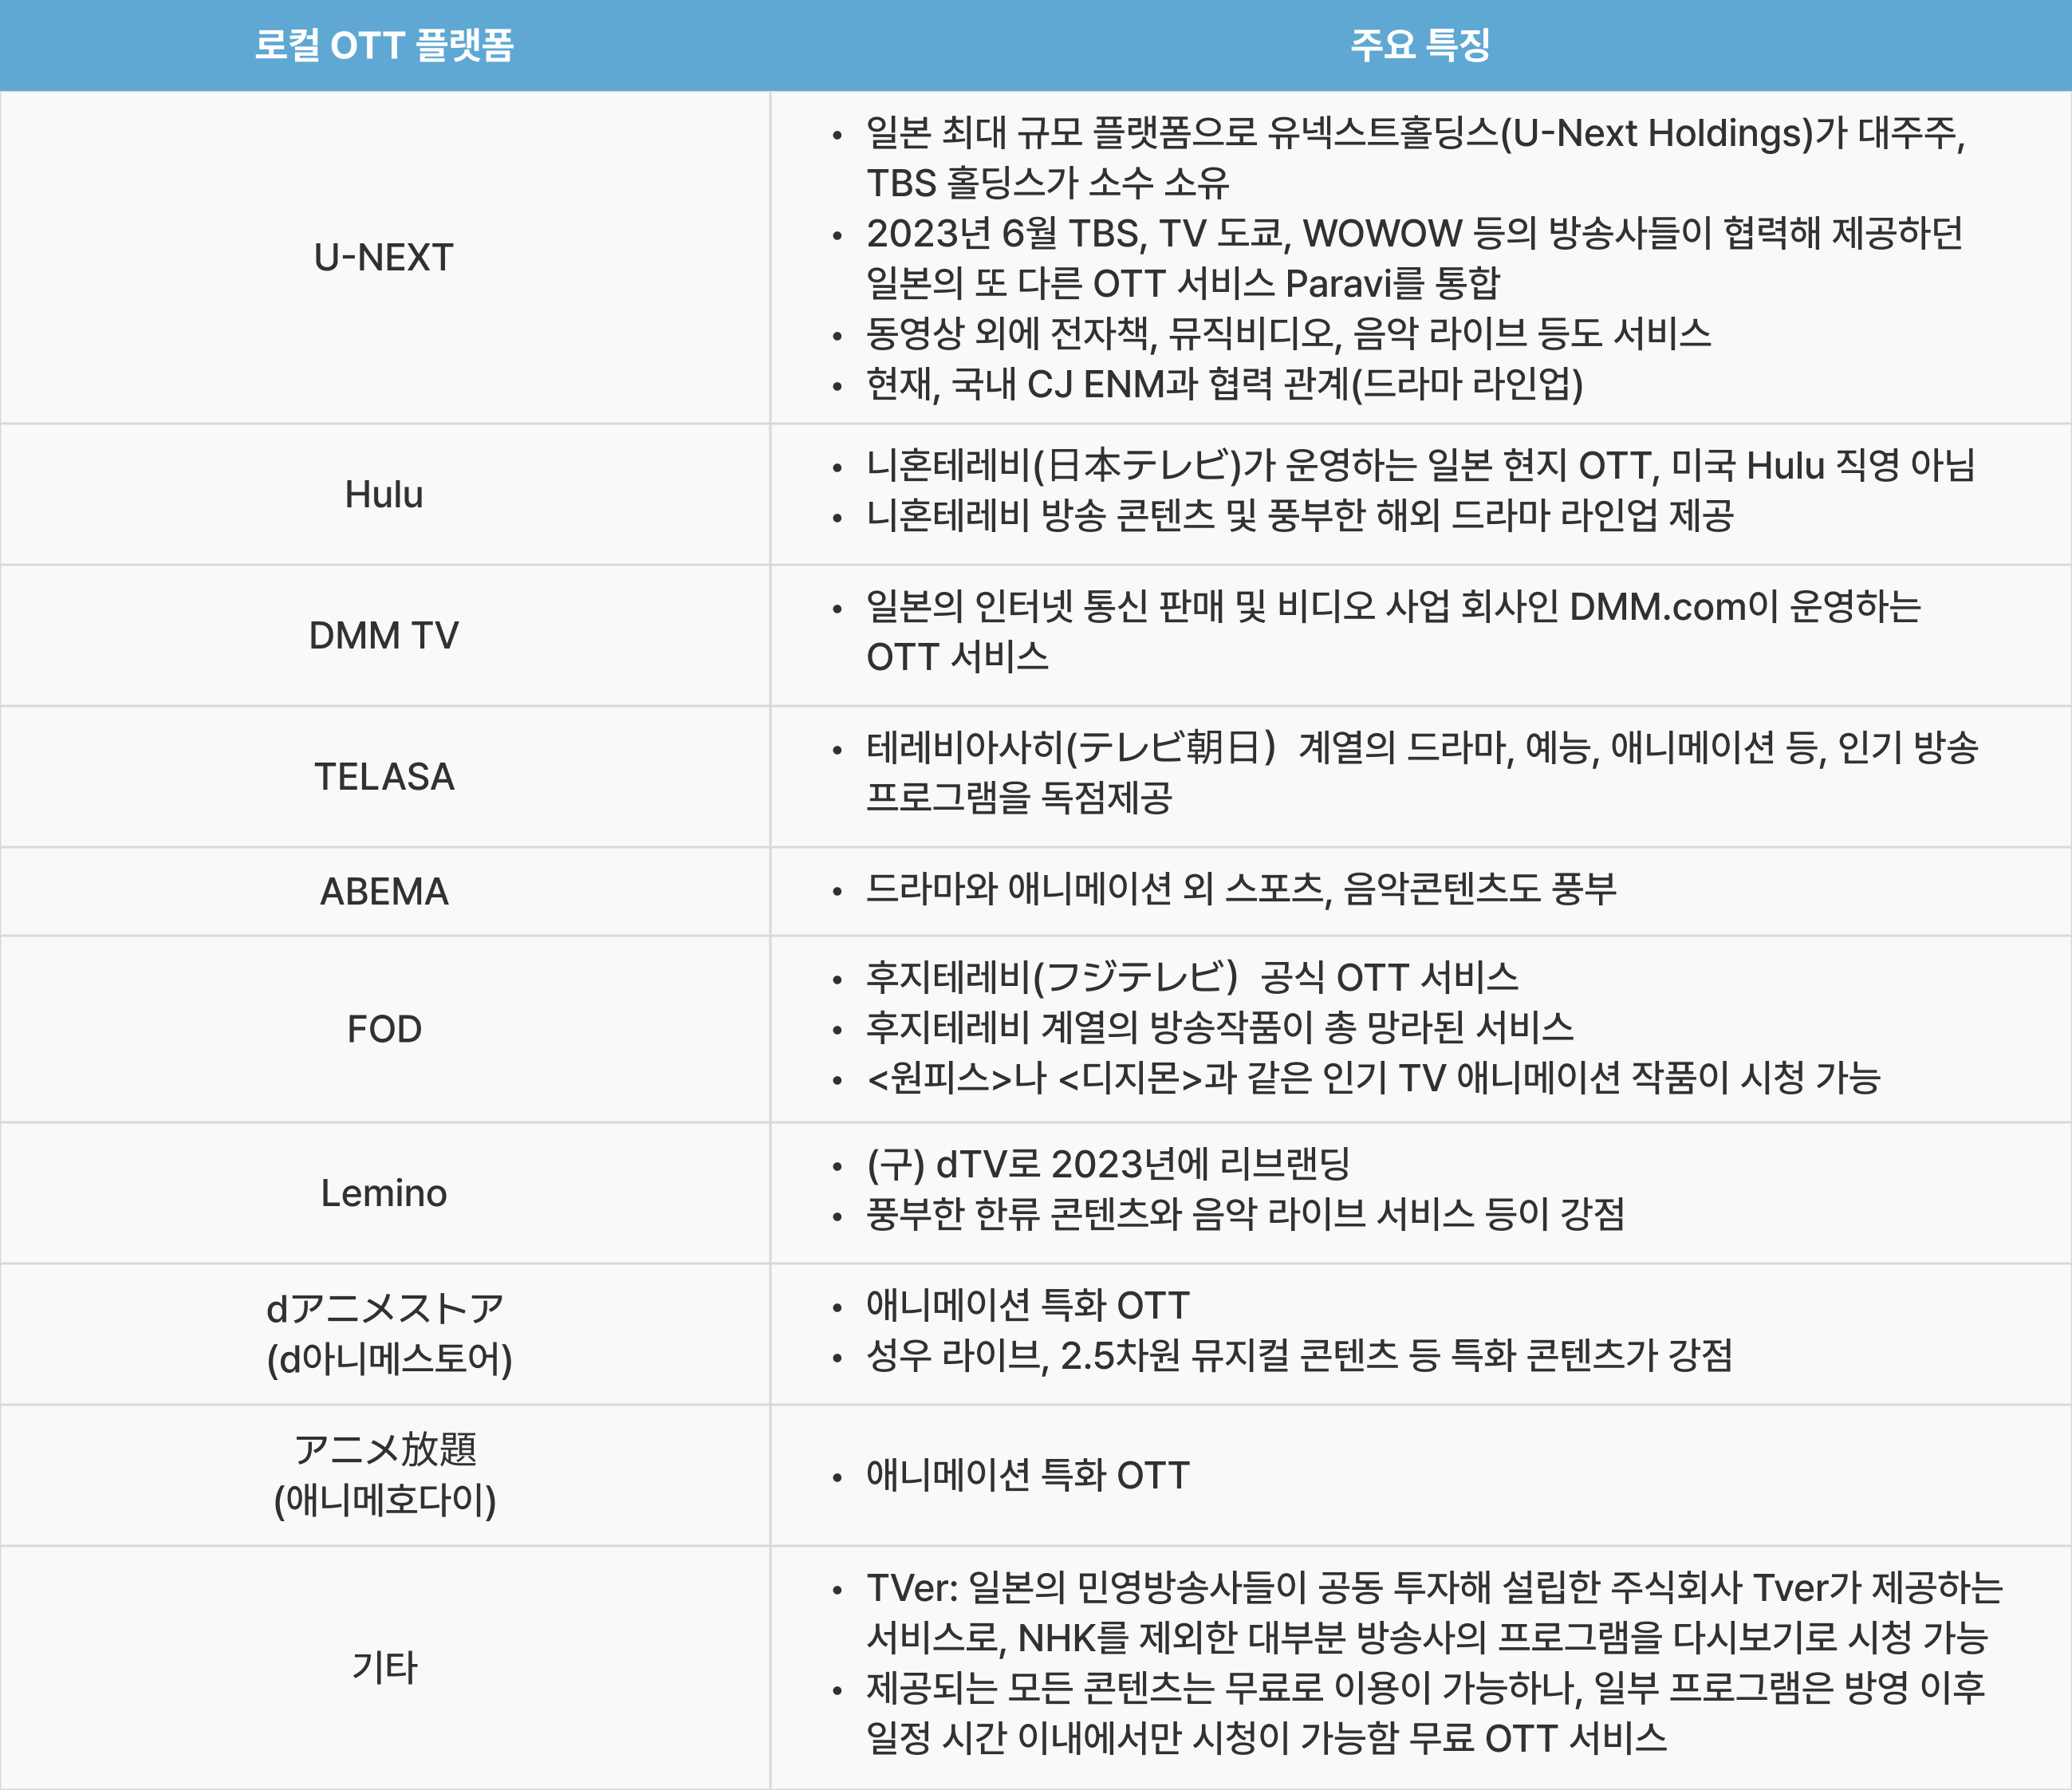 로컬 OTT 플랫폼
주요 특징
U-NEXT
• 일본 최대 규모 플랫폼으로 유넥스트홀딩스(U-Next Holdings)가 대주주,
TBS 홀딩스가 소수 소유
• 2023년 6월 TBS, TV 도쿄, WOWOW 등의 방송사들이 협력해 제공하던
일본의 또 다른 OTT 서비스 Paravi를 통합
• 동영상 외에 전자책, 뮤직비디오, 음악 라이브 등도 서비스
• 현재, 국내 CJ ENM과 협력 관계(드라마 라인업)
Hulu
• 니혼테레비(日本テレビ)가 운영하는 일본 현지 OTT, 미국 Hulu 직영 아님
• 니혼테레비 방송 콘텐츠 및 풍부한 해외 드라마 라인업 제공
DMM TV
• 일본의 인터넷 통신 판매 및 비디오 사업 회사인 DMM.com이 운영하는
OTT 서비스
TELASA
• 테레비아사히(テレビ朝日） 계열의 드라마, 예능, 애니메이션 등, 인기 방송
프로그램을 독점제공
ABEMA
• 드라마와 애니메이션 외 스포츠, 음악콘텐츠도 풍부
FOD
• 후지테레비(フジテレビ） 공식 OTT 서비스
• 후지테레비 계열의 방송작품이 총 망라된 서비스
• <원피스>나 <디지몬>과 같은 인기 TV 애니메이션 작품이 시청 가능
Lemino
• (구) dTV로 2023년에 리브랜딩
• 풍부한 한류 콘텐츠와 음악 라이브 서비스 등이 강점
dアニメストア
(d아니메스토어)
• 애니메이션 특화 OTT
• 성우 라이브, 2.5차원 뮤지컬 콘텐츠 등 특화 콘텐츠가 강점
アニメ放題
(애니메호다이)
• 애니메이션 특화 OTT
기타
• TVer: 일본의 민영방송사들이 공동 투자해 설립한 주식회사 Tver가 제공하는
서비스로, NHK를 제외한 대부분 방송사의 프로그램을 다시보기로 시청 가능
• 제공되는 모든 콘텐츠는 무료로 이용이 가능하나, 일부 프로그램은 방영 이후
일정 시간 이내에서만 시청이 가능함 무료 OTT 서비스